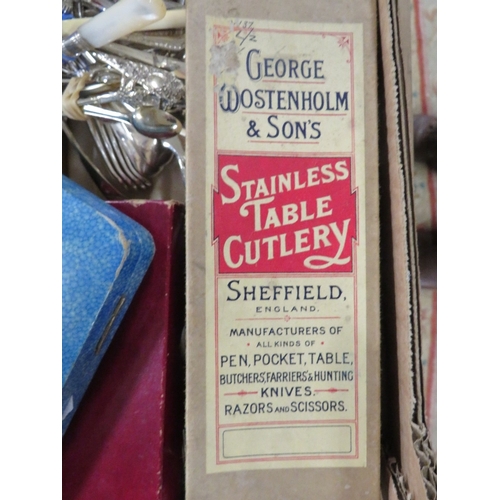 GEORGE
WOSTENHOLM
& SON'S
STAINLESS
TABLE
CUTLERY
SHEFFIELD,
ENGLAND.
MANUFACTURERS OF
• ALL KINDS OF •
PEN, POCKET, TABLE,
BUTCHERS', FARRIERS' & HUNTING
KNIVES.
RAZORS AND SCISSORS.